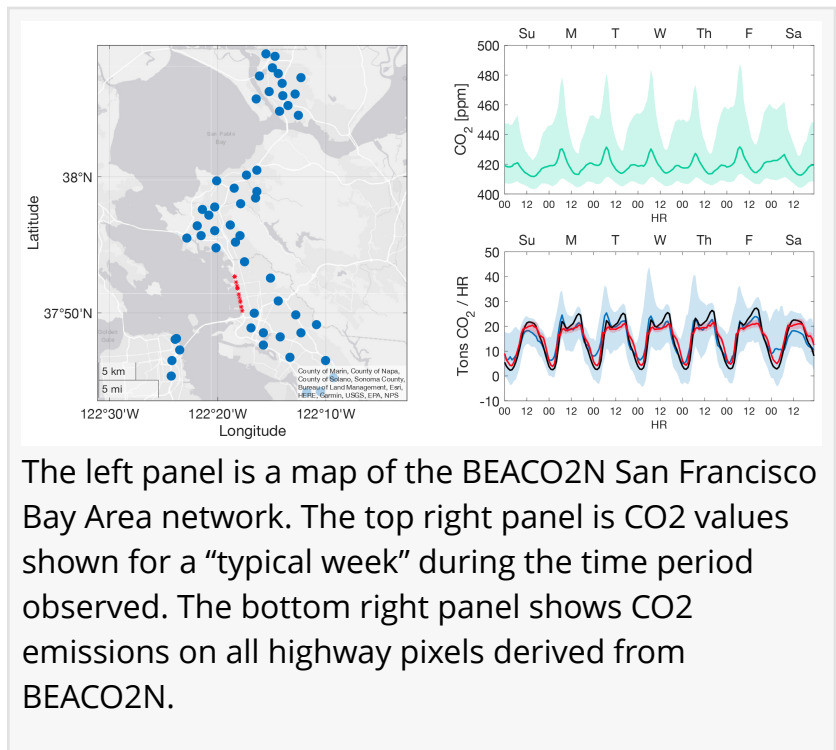 38°N
37°50'N
Latitude
San Pablo
Bay
Golden
Gate
5 km
5 mi
County of Marin, County of Napa,
County of Solano, Sonoma County,
Bureau of Land Management, Esri,
HERE, Garmin, USGS, EPA, NPS
122°30'W 122°20'W 122°10'W
Longitude
Su M T W Th F Sa
500
480
460
440
420
400
CO2 [ppm]
00 12 00 12 00 12 00 12 00 12 00 12 00 12
HR
Su M T W Th F Sa
50
40
30
20
10
0
-10
Tons CO2 / HR
00 12 00 12 00 12 00 12 00 12 00 12 00 12
HR
The left panel is a map of the BEACO2N San Francisco
Bay Area network. The top right panel is CO2 values
shown for a “typical week” during the time period
observed. The bottom right panel shows CO2
emissions on all highway pixels derived from
BEACO2N.